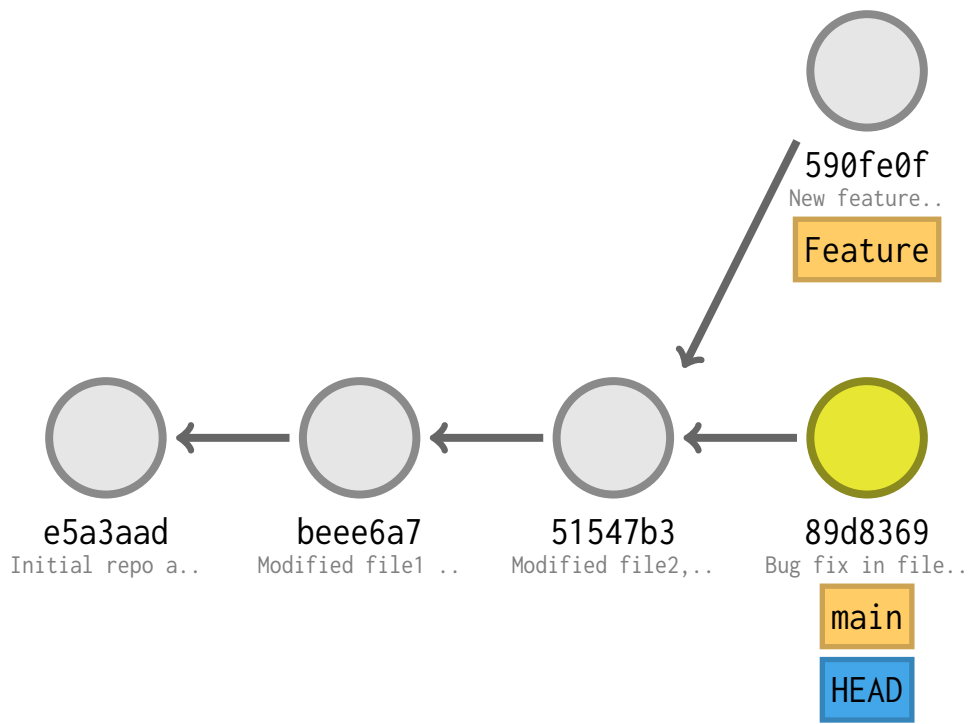 590fe0f
New feature..
Feature
e5a3aad
Initial repo a..
beee6a7
Modified file1 ..
51547b3
Modified file2,..
89d8369
Bug fix in file..
main
HEAD